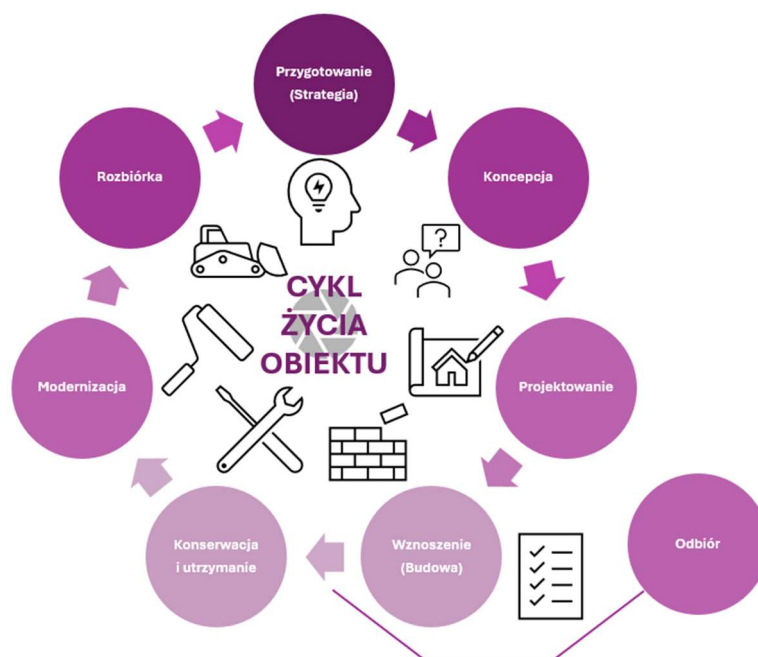 Przygotowanie
(Strategia)
Rozbiórka
Koncepcja
?
CYKL
ŻYCIA
OBIEKTU
Modernizacja
Projektowanie
Konserwacja
i utrzymanie
Wznoszenie
(Budowa)
Odbiór